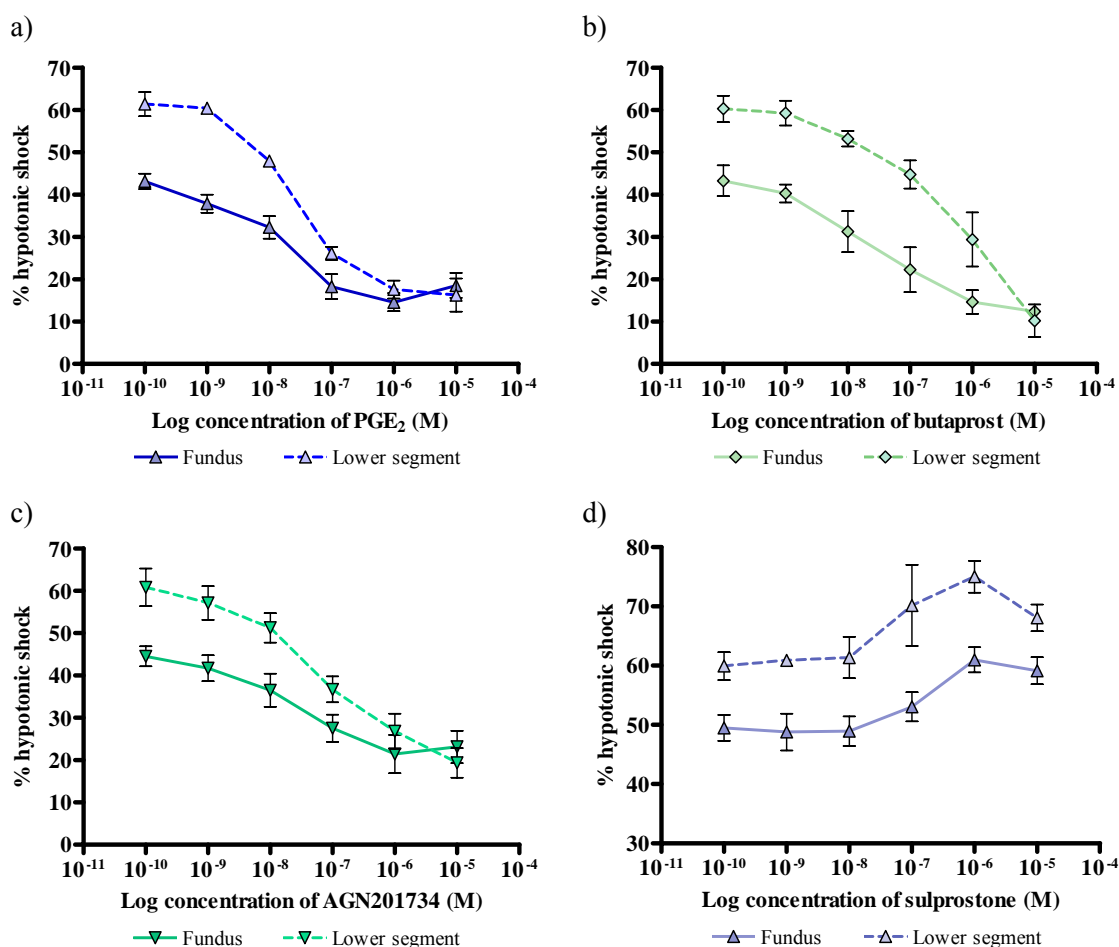 a)
% hypotonic shock
70
60
50
40
30
20
10
0
10-11 10-10 10-9 10-8 10-7 10-6 10-5 10-4
Log concentration of PGE2 (M)
Fundus Lower segment
b)
% hypotonic shock
70
60
50
40
30
20
10
0
10-11 10-10 10-9 10-8 10-7 10-6 10-5 10-4
Log concentration of butaprost (M)
Fundus Lower segment
c)
% hypotonic shock
70
60
50
40
30
20
10
0
10-11 10-10 10-9 10-8 10-7 10-6 10-5 10-4
Log concentration of AGN201734 (M)
Fundus Lower segment
d)
% hypotonic shock
80
70
60
50
40
30
10-11 10-10 10-9 10-8 10-7 10-6 10-5 10-4
Log concentration of sulprostone (M)
Fundus Lower segment